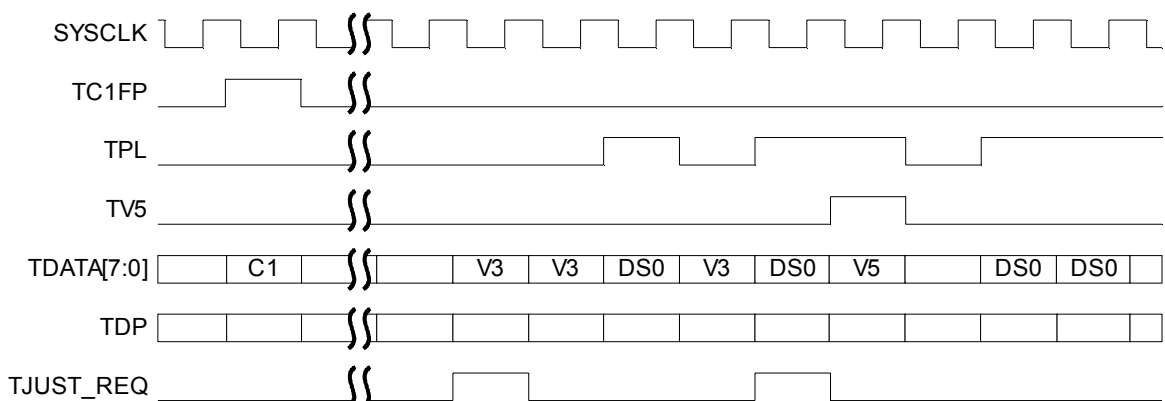 SYSCLK
TC1FP
TPL
TV5
TDATA[7:0] C1 V3 V3 DS0 V3 DS0 V5 DS0 DS0
TDP
TJUST_REQ